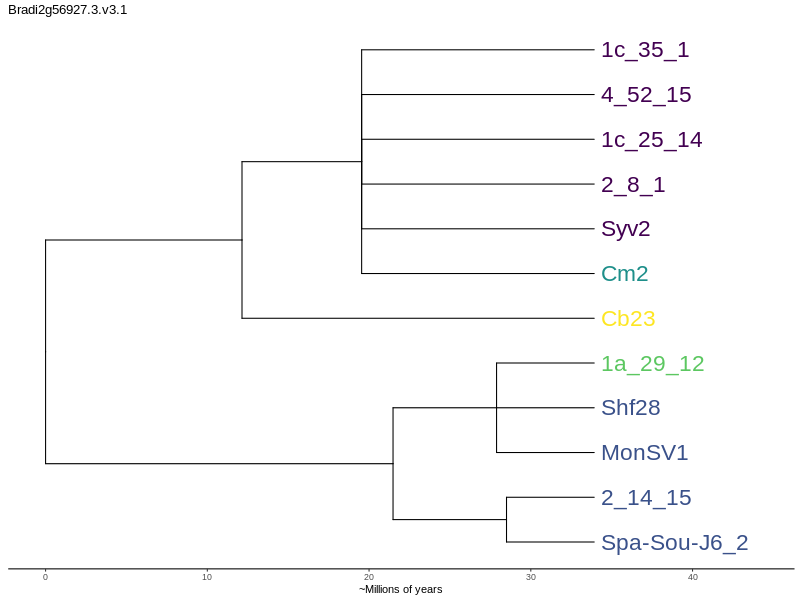 Bradi2g56927.3.v3.1
1c_35_1
4_52_15
1c_25_14
2_8_1
Syv2
Cm2
Cb23
1a_29_12
Shf28
MonSV1
2_14_15
Spa-Sou-J6_2
0 10 20 30 40
~Millions of years